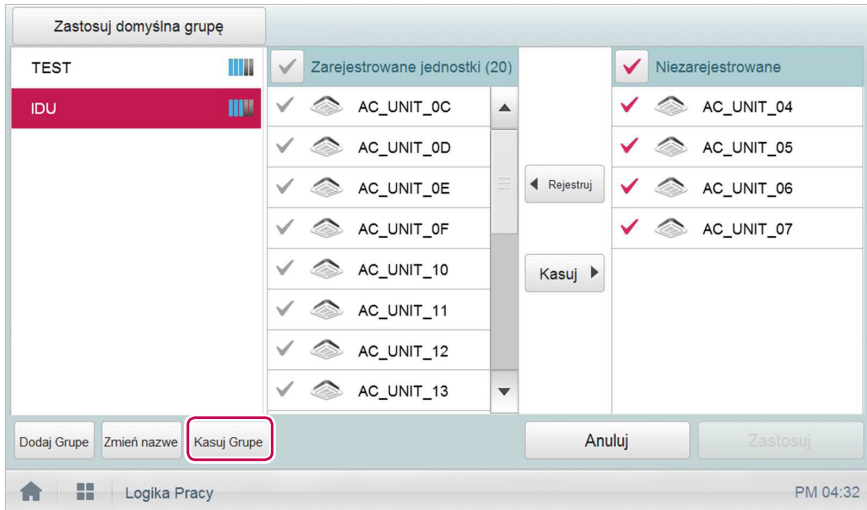 Zastosuj domyślna grupę
TEST
IDU
Zarejestrowane jednostki (20)
AC_UNIT_0C
AC_UNIT_0D
AC_UNIT_0E
AC_UNIT_0F
AC_UNIT_10
AC_UNIT_11
AC_UNIT_12
AC_UNIT_13
Rejestruj
Kasuj
Niezarejestrowane
AC_UNIT_04
AC_UNIT_05
AC_UNIT_06
AC_UNIT_07
Dodaj Grupe
Zmień nazwe
Kasuj Grupe
Anuluj
Zastosuj
Logika Pracy
PM 04:32